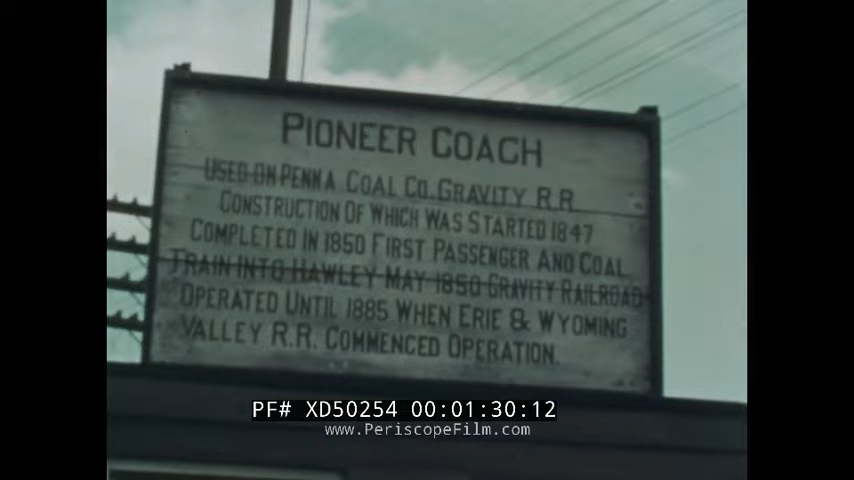 PIONEER COACH
USED ON PENNA COAL CO. GRAVITY R.R.
CONSTRUCTION OF WHICH WAS STARTED 1847
COMPLETED IN 1850 FIRST PASSENGER AND COAL
TRAIN INTO HAWLEY MAY 1850 GRAVITY RAILROAD
OPERATED UNTIL 1885 WHEN ERIE & WYOMING
VALLEY R.R. COMMENCED OPERATION.
PF# XD50254 00:01:30:12
www.PeriscopeFilm.com